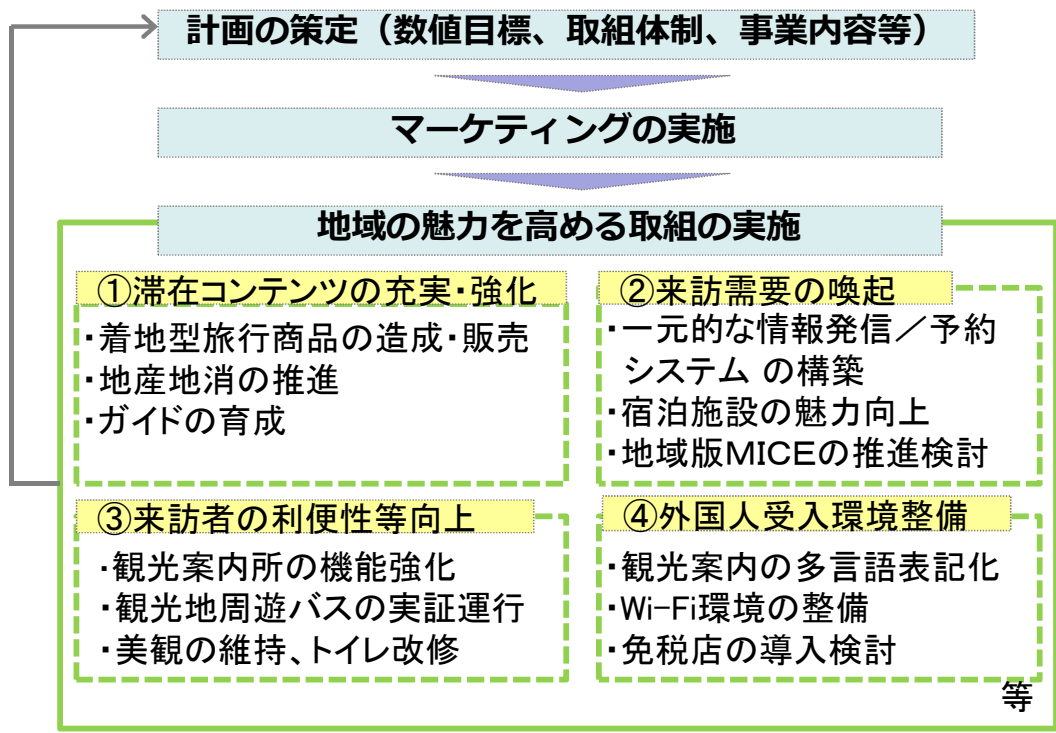 計画の策定（数値目標、取組体制、事業内容等）
マーケティングの実施
地域の魅力を高める取組の実施
①滞在コンテンツの充実・強化
・着地型旅行商品の造成・販売
・地産地消の推進
・ガイドの育成
②来訪需要の喚起
・一元的な情報発信／予約
システム の構築
・宿泊施設の魅力向上
・地域版MICEの推進検討
③来訪者の利便性等向上
・観光案内所の機能強化
・観光地周遊バスの実証運行
・美観の維持、トイレ改修
④外国人受入環境整備
・観光案内の多言語表記化
・Wi-Fi環境の整備
・免税店の導入検討
等